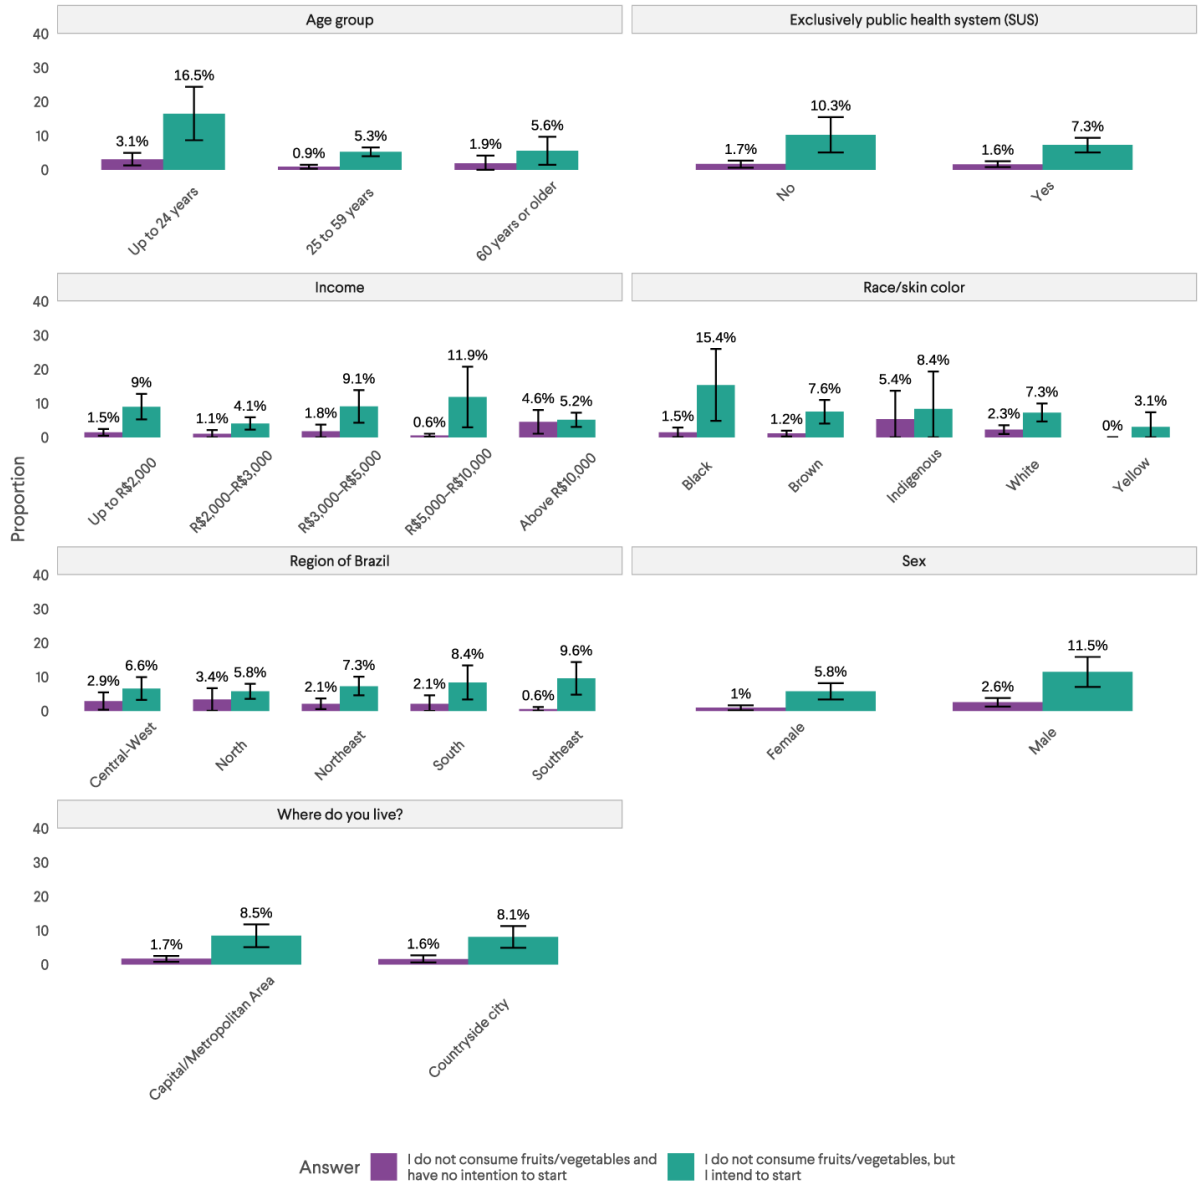 Proportion
Age group
40
30
20
10
0
3.1%
16.5%
0.9%
5.3%
1.9%
5.6%
Up to 24 years
25 to 59 years
60 years or older
Exclusively public health system (SUS)
1.7%
10.3%
1.6%
7.3%
No
Yes
Income
40
30
20
10
0
1.5%
9%
1.1%
4.1%
1.8%
9.1%
0.6%
11.9%
4.6%
5.2%
Up to R$2,000
R$2,000–R$3,000
R$3,000–R$5,000
R$5,000–R$10,000
Above R$10,000
Race/skin color
1.5%
15.4%
1.2%
7.6%
5.4%
8.4%
2.3%
7.3%
0%
3.1%
Black
Brown
Indigenous
White
Yellow
Region of Brazil
40
30
20
10
0
2.9%
6.6%
3.4%
5.8%
2.1%
7.3%
2.1%
8.4%
0.6%
9.6%
Central-West
North
Northeast
South
Southeast
Sex
1%
5.8%
2.6%
11.5%
Female
Male
Where do you live?
40
30
20
10
0
1.7%
8.5%
1.6%
8.1%
Capital/Metropolitan Area
Countryside city
Answer
I do not consume fruits/vegetables and
have no intention to start
I do not consume fruits/vegetables, but
I intend to start